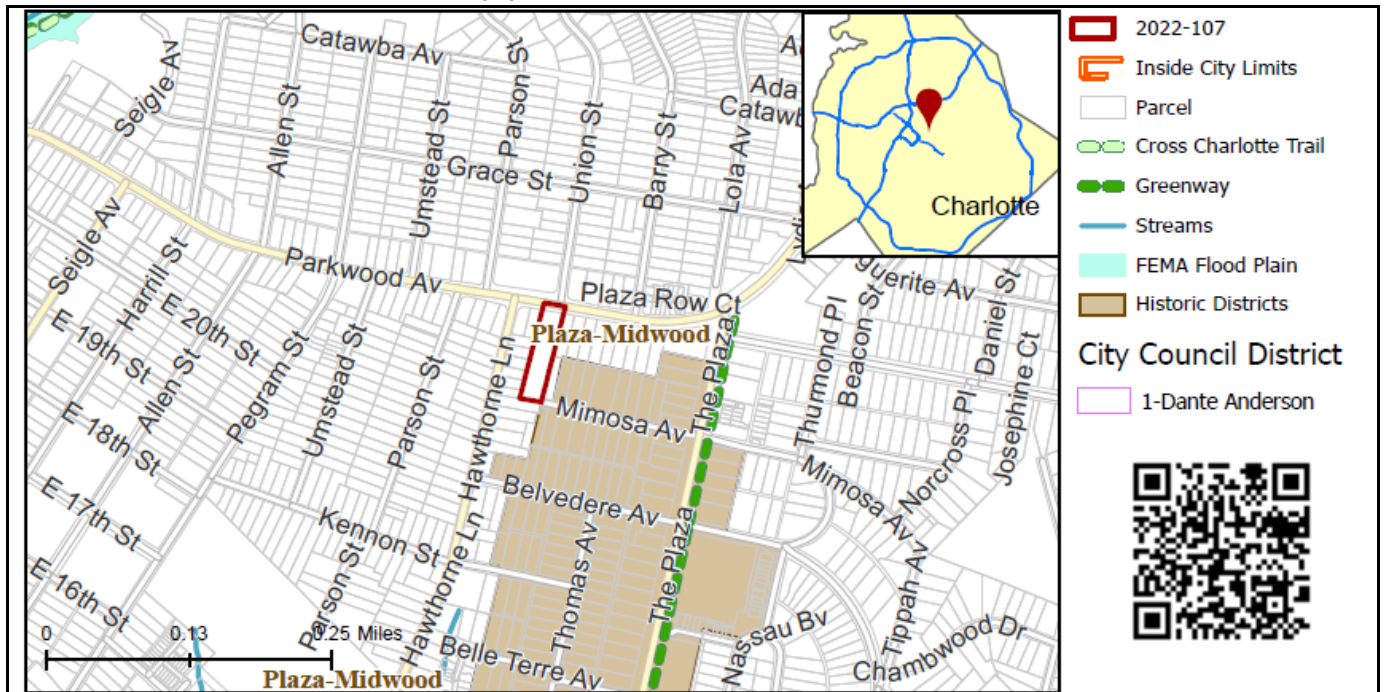 Catawba Av
Seigle Av
Allen St
Umstead St
Parson St
Union St
Barry St
Lola Av
Grace St
Ada
Catawb
Charlotte
Seigle Av
Harrill St
Parkwood Av
Plaza Row Ct
Plaza-Midwood
guerite Av
E 20th St
E 19th St
Allen St
Pegram St
Umstead St
Parson St
Hawthorne Ln
Mimosa Av
The Plaza
Thurmond Pl
Beacon St
Daniel St
Norcross Pl
Josephine Ct
E 18th St
E 17th St
E 16th St
Kennon St
Parson St
Hawthorne Ln
Belvedere Av
Thomas Av
The Plaza
Mimosa Av
Tippah Av
Nassau Bv
Chambwood Dr
Belle Terre Av
Plaza-Midwood
0 0.13 0.25 Miles
2022-107
Inside City Limits
Parcel
Cross Charlotte Trail
Greenway
Streams
FEMA Flood Plain
Historic Districts
City Council District
1-Dante Anderson